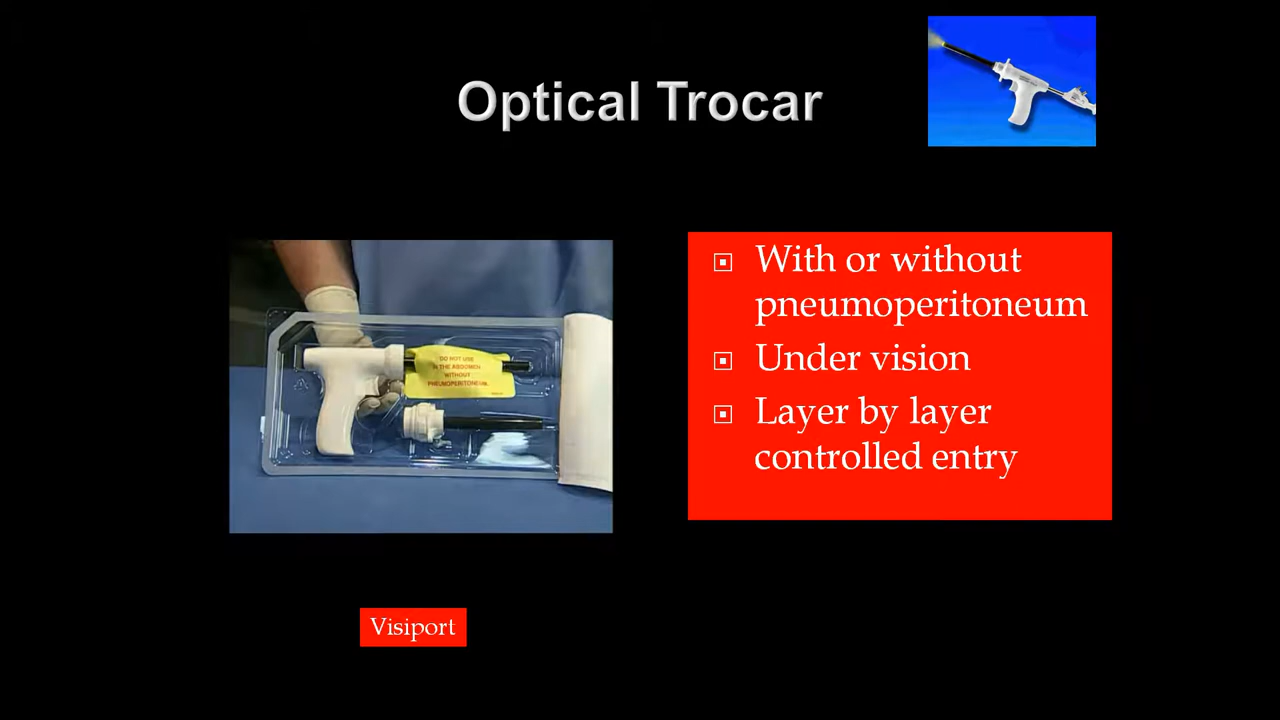 Optical Trocar
DO NOT USE
IN THE ABDOMEN
WITHOUT
PNEUMOPERITONEUM.
With or without
pneumoperitoneum
Under vision
Layer by layer
controlled entry
Visiport